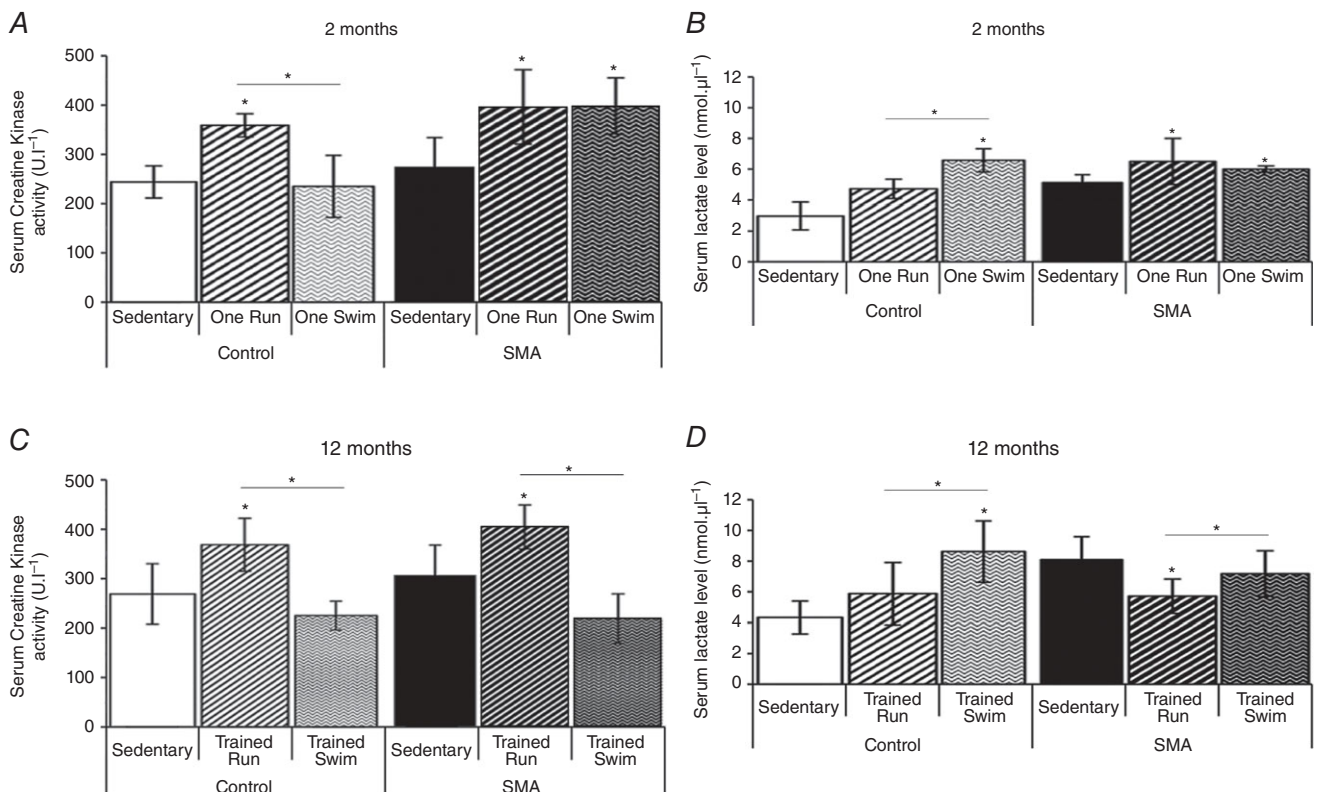 A
2 months
Serum Creatine Kinase
activity (U.l⁻¹)
500
400
300
200
100
0
*
*
*
*
Sedentary One Run One Swim Sedentary One Run One Swim
Control SMA
B
2 months
Serum lactate level (nmol.µl⁻¹)
12
10
8
6
4
2
0
*
*
*
*
Sedentary One Run One Swim Sedentary One Run One Swim
Control SMA
C
12 months
Serum Creatine Kinase
activity (U.l⁻¹)
500
400
300
200
100
0
*
*
*
*
Sedentary Trained Run Trained Swim Sedentary Trained Run Trained Swim
Control SMA
D
12 months
Serum lactate level (nmol.µl⁻¹)
12
10
8
6
4
2
0
*
*
*
*
Sedentary Trained Run Trained Swim Sedentary Trained Run Trained Swim
Control SMA